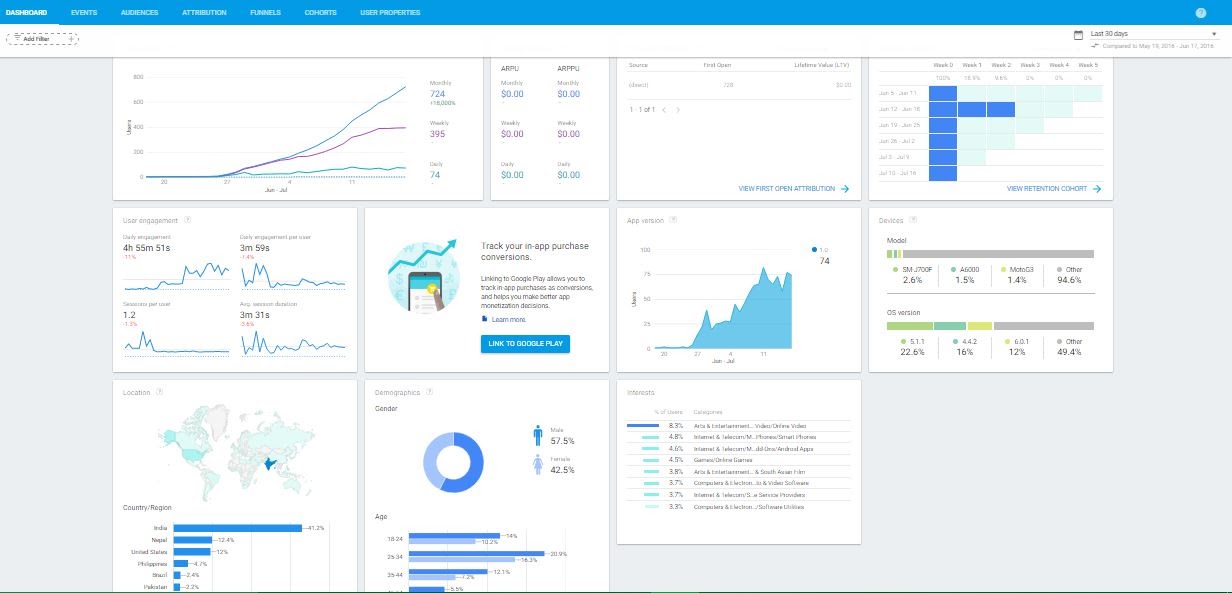 DASHBOARD EVENTS AUDIENCES ATTRIBUTION FUNNELS COHORTS USER PROPERTIES ?
Add Filter +
Last 30 days
Compared to May 19, 2016 - Jun 17, 2016
800
600
400
200
0
Users
20 27 4 11
Jun - Jul
Monthly
724
+18,000%
Weekly
395
Daily
74
ARPU ARPPU
Monthly Monthly
$0.00 $0.00
Weekly Weekly
$0.00 $0.00
Daily Daily
$0.00 $0.00
Source First Open Lifetime Value (LTV)
(direct) 728 $0.00
1 - 1 of 1
VIEW FIRST OPEN ATTRIBUTION
Week 0 Week 1 Week 2 Week 3 Week 4 Week 5
100% 18.9% 9.6% 0% 0% 0%
Jun 5 - Jun 11
Jun 12 - Jun 18
Jun 19 - Jun 25
Jun 26 - Jul 2
Jul 3 - Jul 9
Jul 10 - Jul 16
VIEW RETENTION COHORT
User engagement ?
Daily engagement Daily engagement per user
4h 55m 51s 3m 59s
-11% -7.4%
Sessions per user Avg. session duration
1.2 3m 31s
-1.3% -3.6%
Track your in-app purchase
conversions.
Linking to Google Play allows you to
track in-app purchases as conversions,
and helps you make better app
monetization decisions.
Learn more.
LINK TO GOOGLE PLAY
App version ?
100
75
50
25
0
Users
20 27 4 11
Jun - Jul
1.0
74
Devices ?
Model
SM-J700F A6000 MotoG3 Other
2.6% 1.5% 1.4% 94.6%
OS version
5.1.1 4.4.2 6.0.1 Other
22.6% 16% 12% 49.4%
Location ?
Country/Region
India 41.2%
Nepal 12.4%
United States 12%
Philippines 4.7%
Brazil 2.4%
Pakistan 2.2%
Demographics ?
Gender
Male
57.5%
Female
42.5%
Age
18-24 14%
10.2%
25-34 20.9%
16.3%
35-44 12.1%
7.2%
5.5%
Interests
% of Users Categories
8.3% Arts & Entertainment... Video/Online Video
4.8% Internet & Telecom/M...Phones/Smart Phones
4.6% Internet & Telecom/M...dd-Ons/Android Apps
4.5% Games/Online Games
3.8% Arts & Entertainment...& South Asian Film
3.7% Computers & Electron...io & Video Software
3.7% Internet & Telecom/S...e Service Providers
3.3% Computers & Electron.../Software Utilities